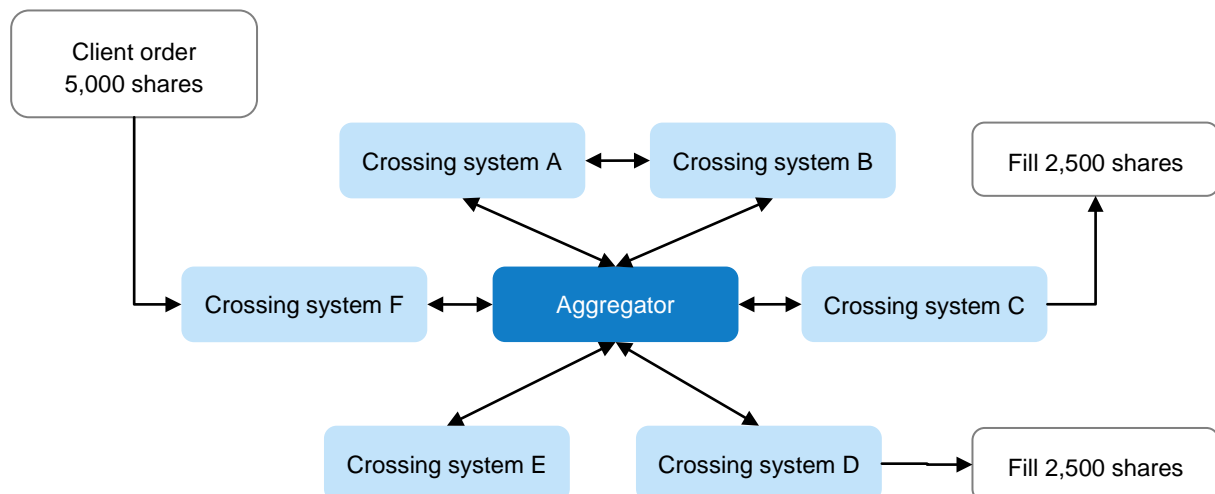 Client order
5,000 shares
Crossing system A
Crossing system B
Fill 2,500 shares
Crossing system F
Aggregator
Crossing system C
Crossing system E
Crossing system D
Fill 2,500 shares